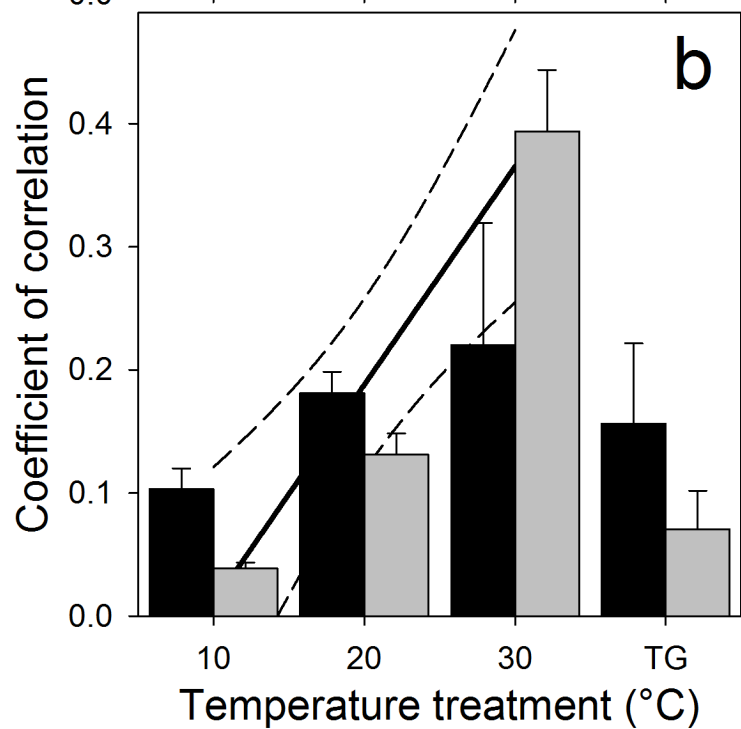 b
Coefficient of correlation
0.4
0.3
0.2
0.1
0.0
10 20 30 TG
Temperature treatment (°C)